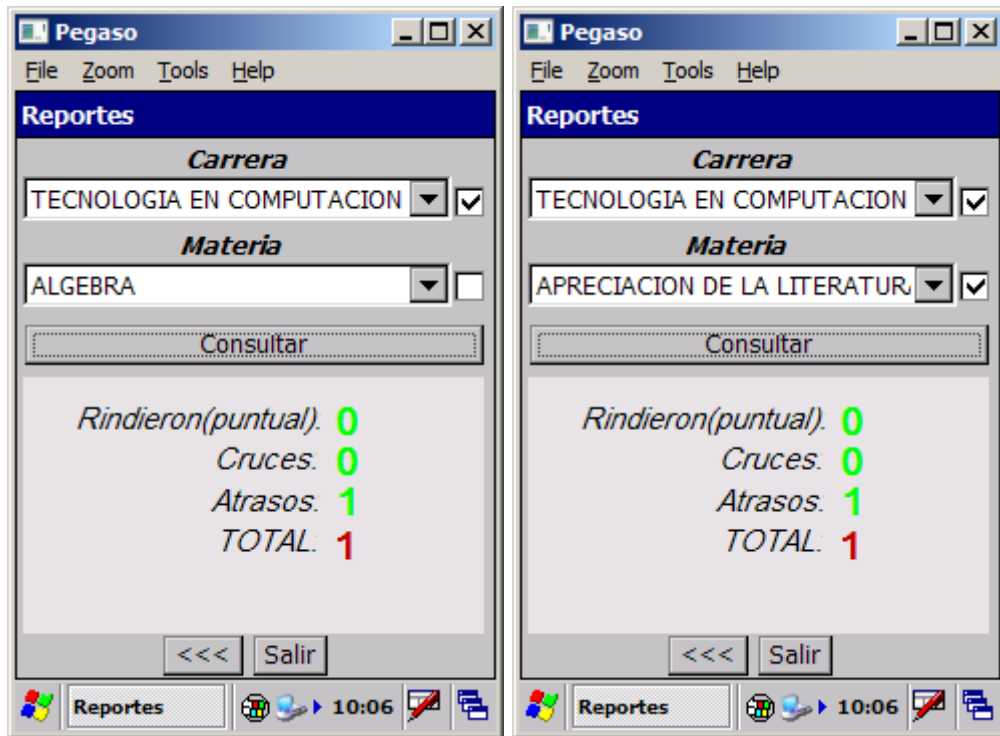 Pegaso
File Zoom Tools Help
Reportes
Carrera
TECNOLOGIA EN COMPUTACION
Materia
ALGEBRA
Consultar
Rindieron(puntual): 0
Cruces: 0
Atrasos: 1
TOTAL: 1
<<< Salir
Reportes 10:06
Pegaso
File Zoom Tools Help
Reportes
Carrera
TECNOLOGIA EN COMPUTACION
Materia
APRECIACION DE LA LITERATURA
Consultar
Rindieron(puntual): 0
Cruces: 0
Atrasos: 1
TOTAL: 1
<<< Salir
Reportes 10:06